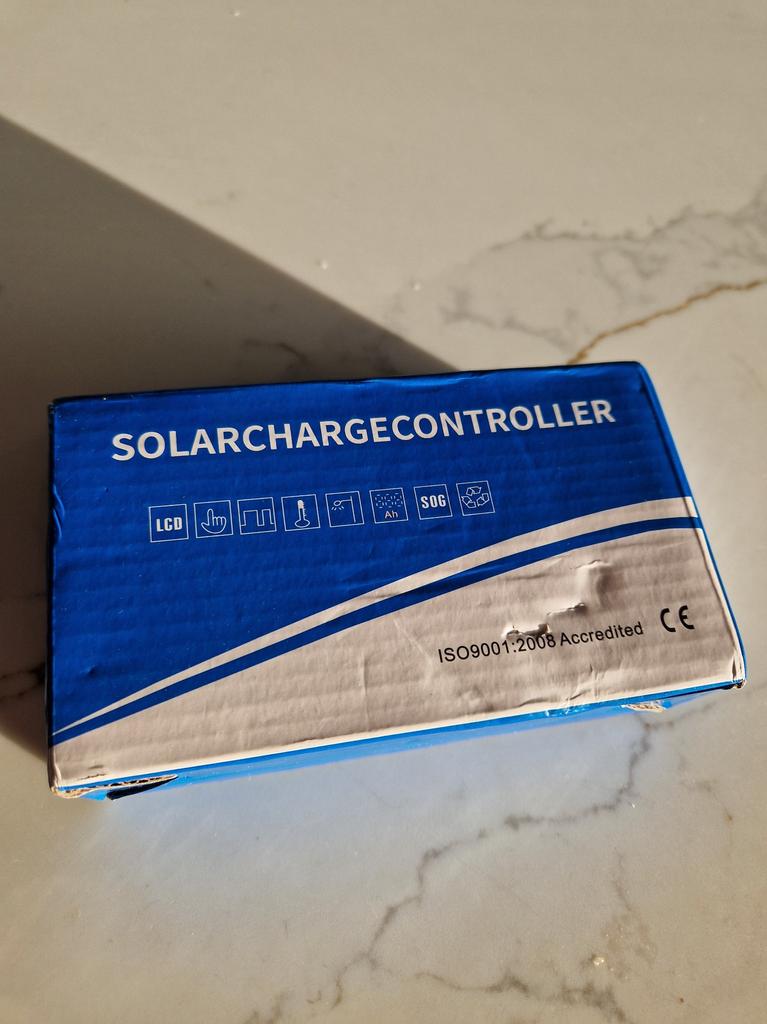 SOLARCHARGECONTROLLER
LCD Ah SOG
ISO9001:2008 Accredited CE